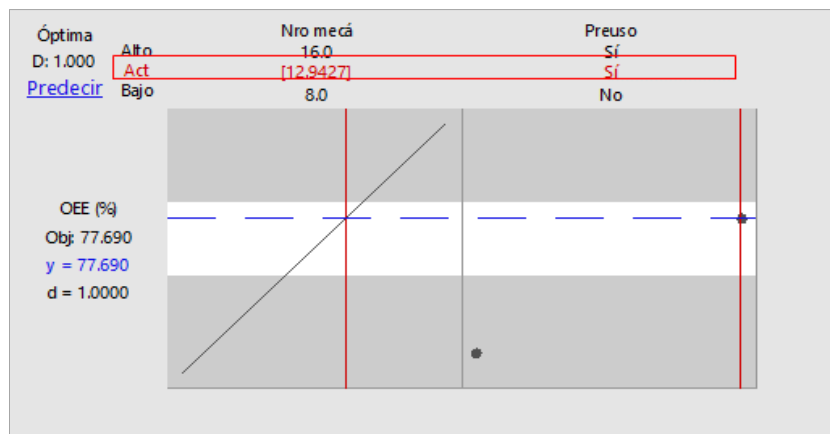 Óptima
D: 1.000
Predecir
Nro mecá Preuso
Alto 16.0 Sí
Act [12.9427] Sí
Bajo 8.0 No
OEE (%)
Obj: 77.690
y = 77.690
d = 1.0000